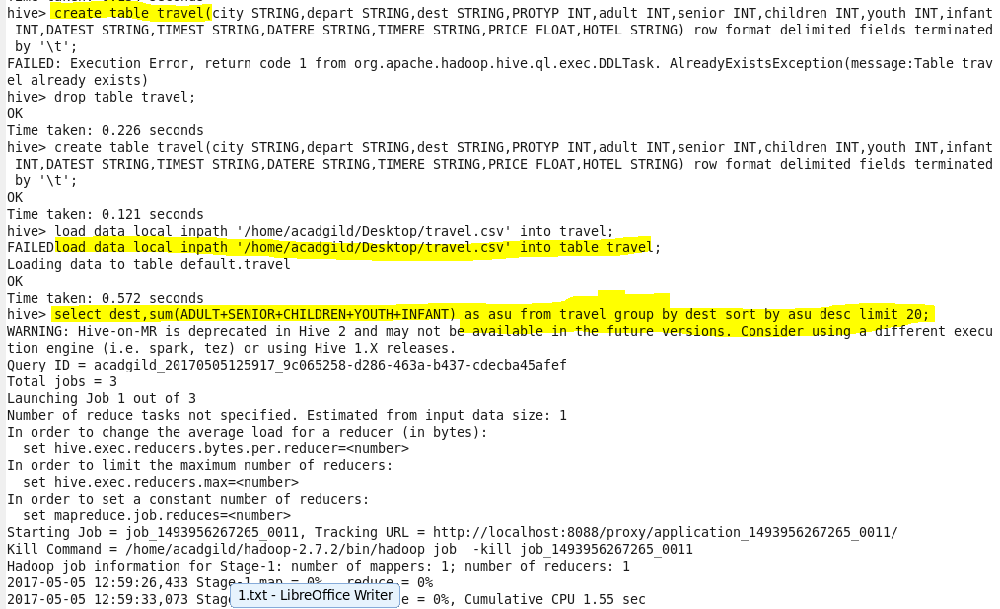 hive> create table travel(city STRING,depart STRING,dest STRING,PROTYP INT,adult INT,senior INT,children INT,youth INT,infant
 INT,DATEST STRING,TIMEST STRING,DATERE STRING,TIMERE STRING,PRICE FLOAT,HOTEL STRING) row format delimited fields terminated
 by '\t';
FAILED: Execution Error, return code 1 from org.apache.hadoop.hive.ql.exec.DDLTask. AlreadyExistsException(message:Table trav
el already exists)
hive> drop table travel;
OK
Time taken: 0.226 seconds
hive> create table travel(city STRING,depart STRING,dest STRING,PROTYP INT,adult INT,senior INT,children INT,youth INT,infant
 INT,DATEST STRING,TIMEST STRING,DATERE STRING,TIMERE STRING,PRICE FLOAT,HOTEL STRING) row format delimited fields terminated
 by '\t';
OK
Time taken: 0.121 seconds
hive> load data local inpath '/home/acadgild/Desktop/travel.csv' into travel;
FAILEDload data local inpath '/home/acadgild/Desktop/travel.csv' into table travel;
Loading data to table default.travel
OK
Time taken: 0.572 seconds
hive> select dest,sum(ADULT+SENIOR+CHILDREN+YOUTH+INFANT) as asu from travel group by dest sort by asu desc limit 20;
WARNING: Hive-on-MR is deprecated in Hive 2 and may not be available in the future versions. Consider using a different execu
tion engine (i.e. spark, tez) or using Hive 1.X releases.
Query ID = acadgild_20170505125917_9c065258-d286-463a-b437-cdecba45afef
Total jobs = 3
Launching Job 1 out of 3
Number of reduce tasks not specified. Estimated from input data size: 1
In order to change the average load for a reducer (in bytes):
  set hive.exec.reducers.bytes.per.reducer=<number>
In order to limit the maximum number of reducers:
  set hive.exec.reducers.max=<number>
In order to set a constant number of reducers:
  set mapreduce.job.reduces=<number>
Starting Job = job_1493956267265_0011, Tracking URL = http://localhost:8088/proxy/application_1493956267265_0011/
Kill Command = /home/acadgild/hadoop-2.7.2/bin/hadoop job  -kill job_1493956267265_0011
Hadoop job information for Stage-1: number of mappers: 1; number of reducers: 1
2017-05-05 12:59:26,433 Stage-1 map = 0%,  reduce = 0%
2017-05-05 12:59:33,073 Stag e = 0%, Cumulative CPU 1.55 sec
1.txt - LibreOffice Writer